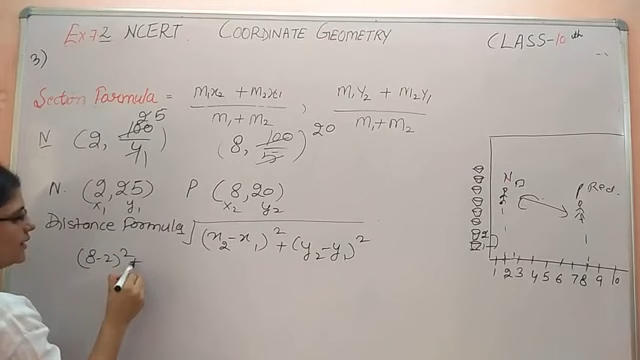 Ex 7.2 NCERT. COORDINATE GEOMETRY CLASS-10th
3)
Section Formula = m₁x₂ + m₂x₁ / m₁ + m₂ , m₁y₂ + m₂y₁ / m₁ + m₂
N (2, 100/4) 25 (8, 100/5) 20
N. (2,25) P (8,20)
x₁ y₁ x₂ y₂
Distance Formula √(x₂-x₁)² + (y₂-y₁)²
(8-2)² +
N P Red.
1 2 3 4 5 6 7 8 9 10